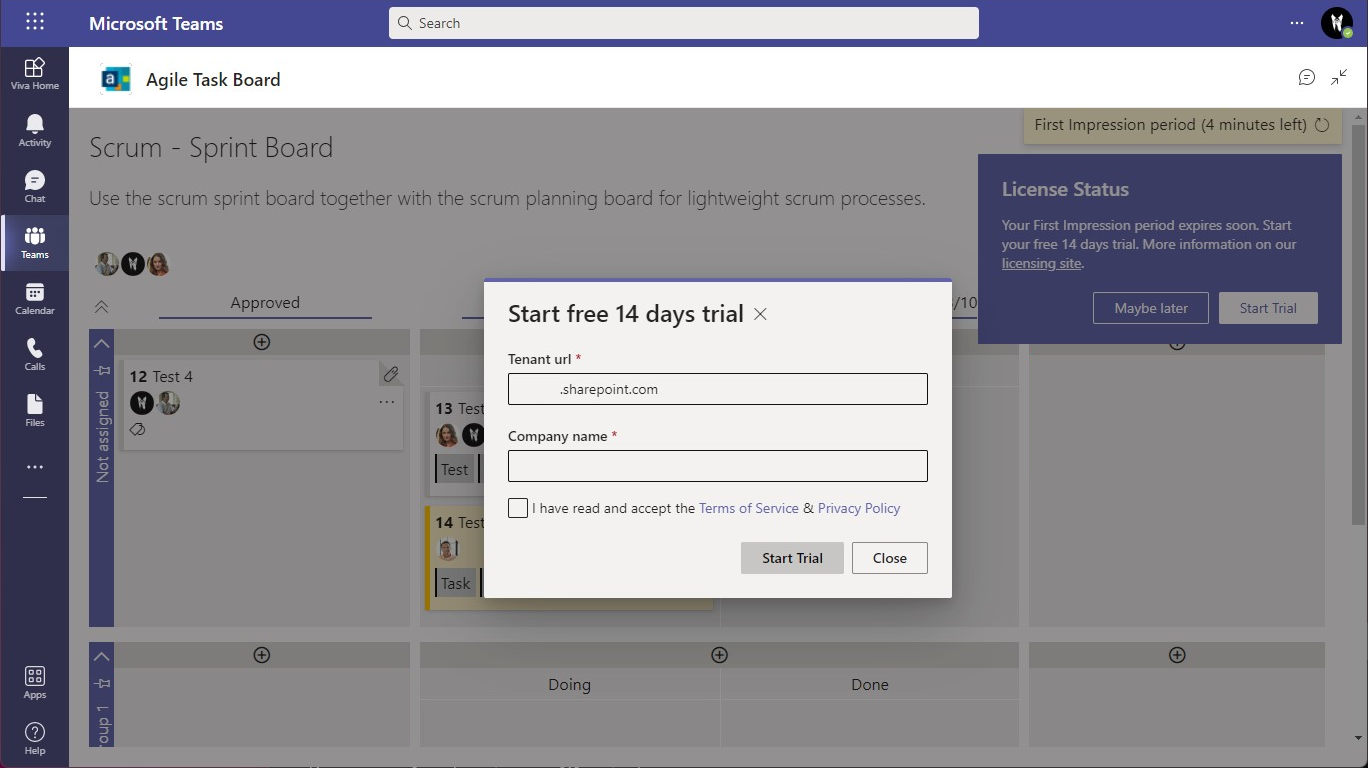 Microsoft Teams
Search
Viva Home
Activity
Chat
Teams
Calendar
Calls
Files
Apps
Help
a
Agile Task Board
First Impression period (4 minutes left)
Scrum - Sprint Board
Use the scrum sprint board together with the scrum planning board for lightweight scrum processes.
License Status
Your First Impression period expires soon. Start
your free 14 days trial. More information on our
licensing site.
Maybe later
Start Trial
Approved
/10
Not assigned
12 Test 4
13 Test
Test
14 Test
Task
Start free 14 days trial
Tenant url *
.sharepoint.com
Company name *
I have read and accept the Terms of Service & Privacy Policy
Start Trial
Close
Doing
Done
oup 1